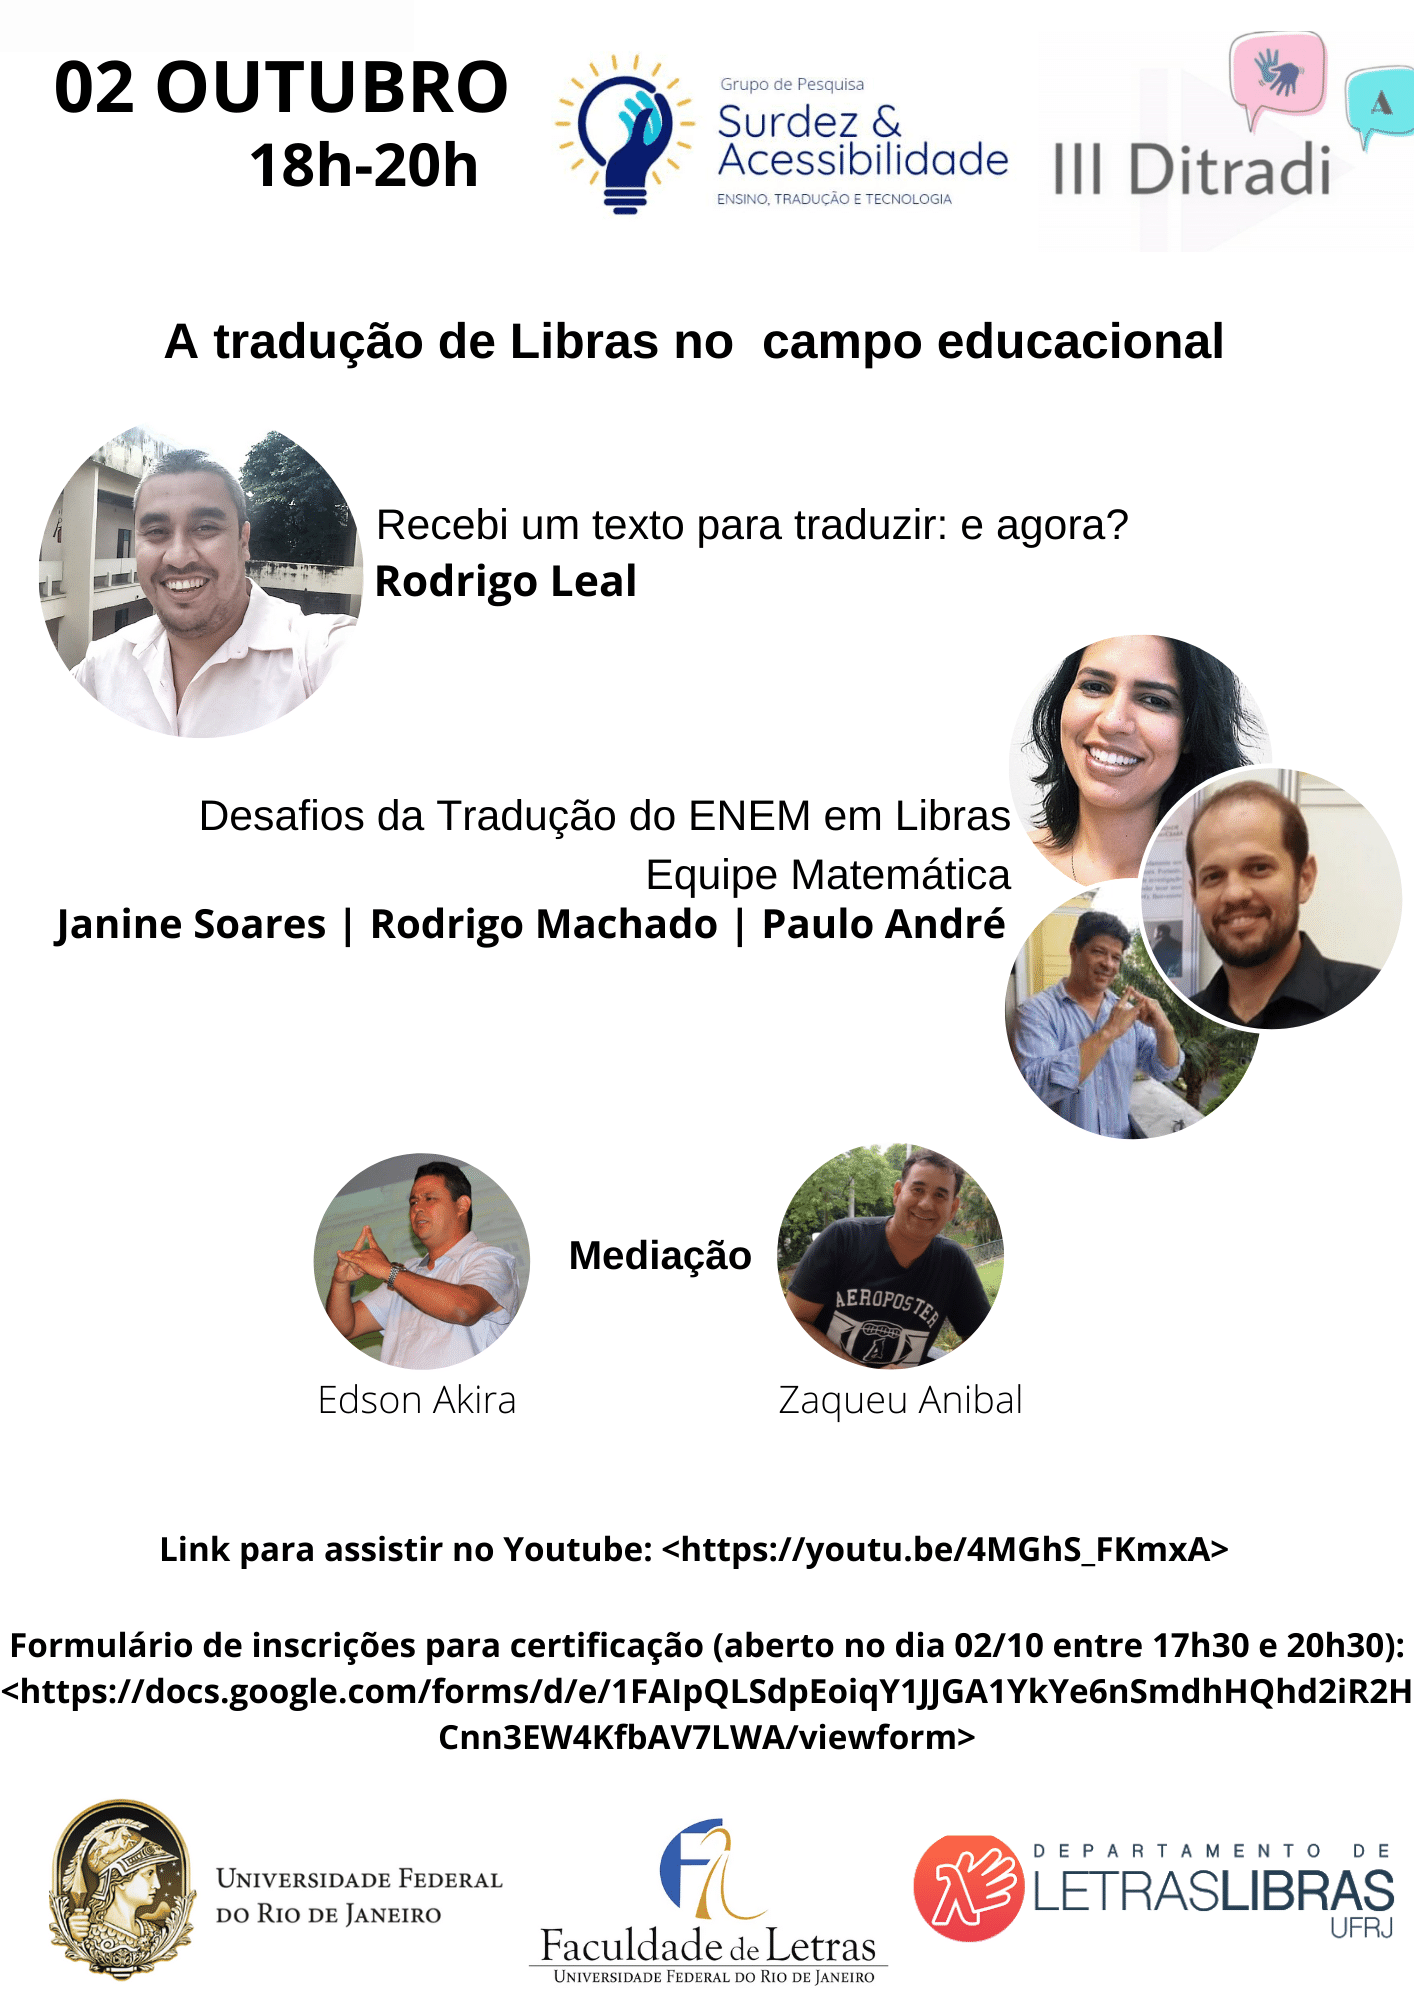 02 OUTUBRO
18h-20h
Grupo de Pesquisa
Surdez &
Acessibilidade
ENSINO, TRADUÇÃO E TECNOLOGIA
A
III Ditradi
A tradução de Libras no campo educacional
Recebi um texto para traduzir: e agora?
Rodrigo Leal
Desafios da Tradução do ENEM em Libras
Equipe Matemática
Janine Soares | Rodrigo Machado | Paulo André
Mediação
AEROPOSTER
A
Edson Akira
Zaqueu Anibal
Link para assistir no Youtube: <https://youtu.be/4MGhS_FKmxA>
Formulário de inscrições para certificação (aberto no dia 02/10 entre 17h30 e 20h30):
<https://docs.google.com/forms/d/e/1FAIpQLSdpEoiqY1JJGA1YkYe6nSmdhHQhd2iR2H
Cnn3EW4KfbAV7LWA/viewform>
UNIVERSIDADE FEDERAL
DO RIO DE JANEIRO
Faculdade de Letras
UNIVERSIDADE FEDERAL DO RIO DE JANEIRO
DEPARTAMENTO DE
LETRASLIBRAS
UFRJ